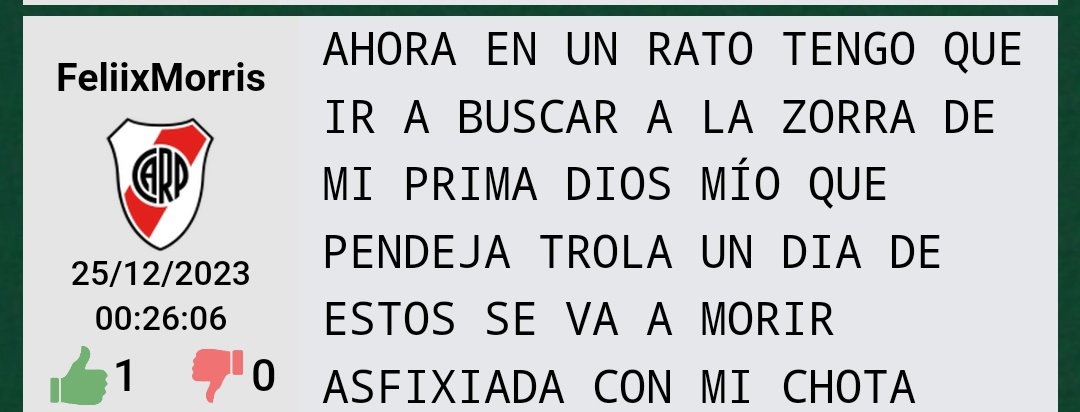 FeliixMorris
CARP
25/12/2023
00:26:06
1
0
AHORA EN UN RATO TENGO QUE
IR A BUSCAR A LA ZORRA DE
MI PRIMA DIOS MÍO QUE
PENDEJA TROLA UN DIA DE
ESTOS SE VA A MORIR
ASFIXIADA CON MI CHOTA